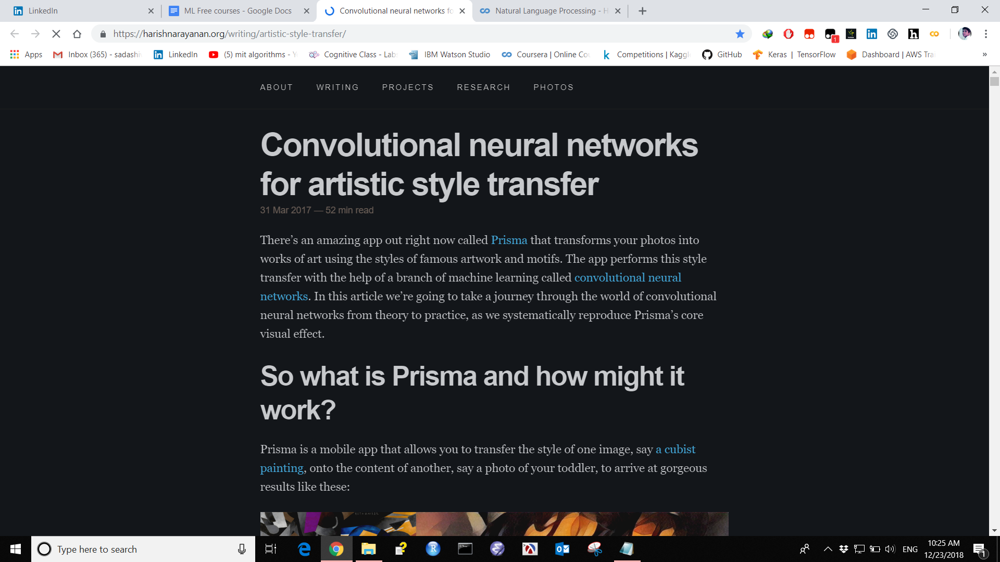 LinkedIn
ML Free courses - Google Docs
Convolutional neural networks fo
Natural Language Processing - H
https://harishnarayanan.org/writing/artistic-style-transfer/
1
Apps
Inbox (365) - sadashi
LinkedIn
(5) mit algorithms - Y
Cognitive Class - Lab
IBM Watson Studio
Coursera | Online Co
Competitions | Kaggl
GitHub
Keras | TensorFlow
Dashboard | AWS Tra
»
ABOUT
WRITING
PROJECTS
RESEARCH
PHOTOS
Convolutional neural networks
for artistic style transfer
31 Mar 2017 — 52 min read
There’s an amazing app out right now called Prisma that transforms your photos into
works of art using the styles of famous artwork and motifs. The app performs this style
transfer with the help of a branch of machine learning called convolutional neural
networks. In this article we’re going to take a journey through the world of convolutional
neural networks from theory to practice, as we systematically reproduce Prisma’s core
visual effect.
So what is Prisma and how might it
work?
Prisma is a mobile app that allows you to transfer the style of one image, say a cubist
painting, onto the content of another, say a photo of your toddler, to arrive at gorgeous
results like these:
Type here to search
ENG
10:25 AM
12/23/2018
1